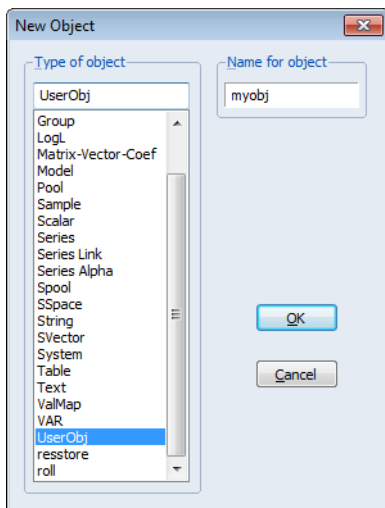 New Object
Type of object
UserObj
Group
LogL
Matrix-Vector-Coef
Model
Pool
Sample
Scalar
Series
Series Link
Series Alpha
Spool
SSpace
String
SVector
System
Table
Text
ValMap
VAR
UserObj
resstore
roll
Name for object
myobj
OK
Cancel